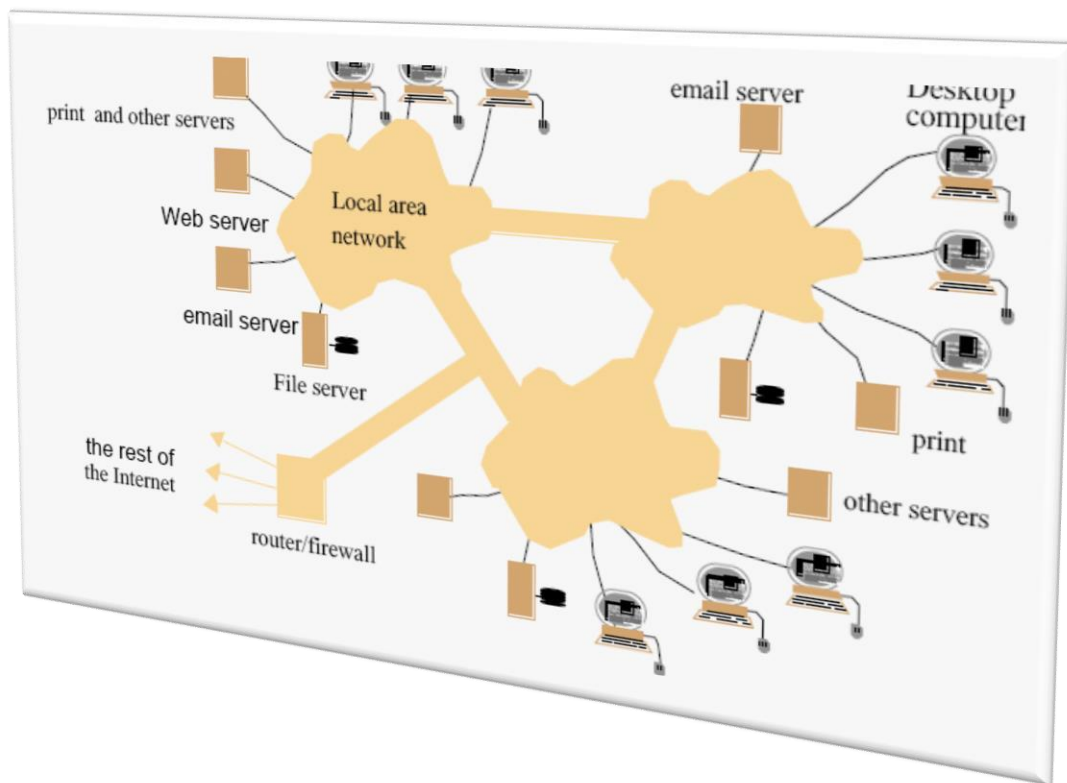 print and other servers
Web server
email server
File server
Local area
network
email server
Desktop
computer
print
other servers
the rest of
the Internet
router/firewall